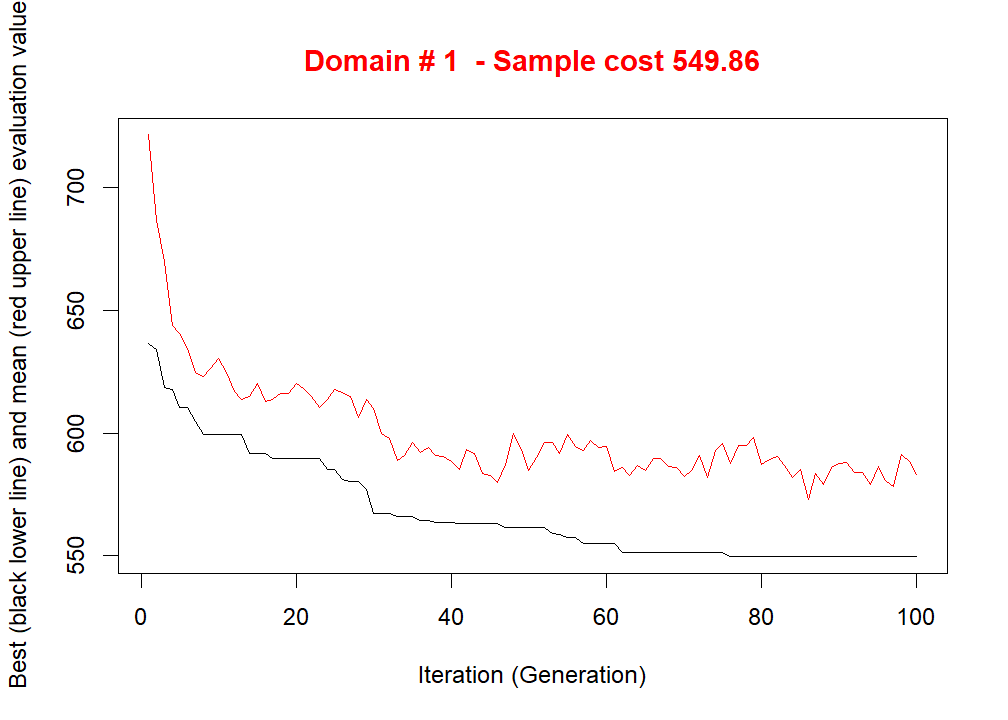 Domain # 1  - Sample cost 549.86
Best (black lower line) and mean (red upper line) evaluation value
700
650
600
550
0 20 40 60 80 100
Iteration (Generation)